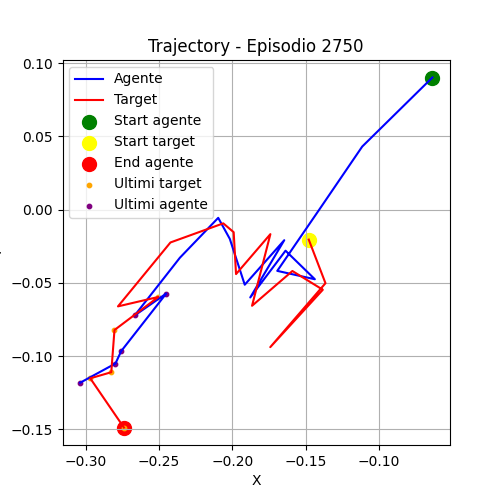 Trajectory - Episodio 2750
Agente
Target
Start agente
Start target
End agente
Ultimi target
Ultimi agente
0.10
0.05
0.00
−0.05
−0.10
−0.15
−0.30
−0.25
−0.20
−0.15
−0.10
X